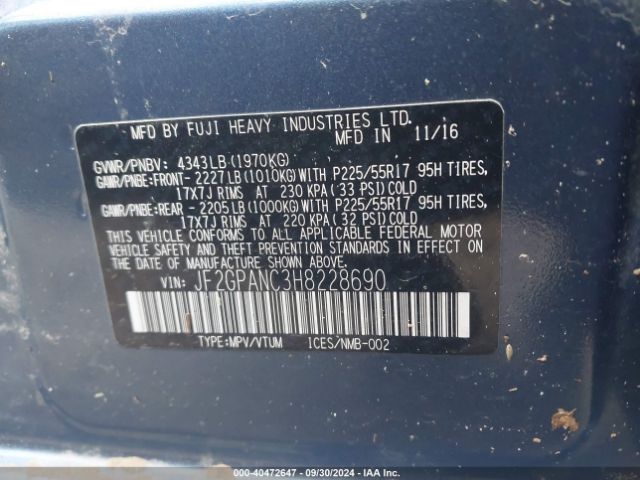 MFD BY FUJI HEAVY INDUSTRIES LTD.
MFD IN 11/16
GVWR/PNBV: 4343LB(1970KG)
GAWR/PNBE:FRONT-2227LB(1010KG)WITH P225/55R17 95H TIRES,
17X7J RIMS AT 230 KPA(33 PSI)COLD
GAWR/PNBE:REAR -2205LB(1000KG)WITH P225/55R17 95H TIRES,
17X7J RIMS AT 220 KPA(32 PSI)COLD
THIS VEHICLE CONFORMS TO ALL APPLICABLE FEDERAL MOTOR
VEHICLE SAFETY AND THEFT PREVENTION STANDARDS IN EFFECT ON
THE DATE OF MANUFACTURE SHOWN ABOVE.
VIN: JF2GPANC3H8228690
TYPE:MPV/VTUM ICES/NMB-002
000-40472647 - 09/30/2024 - IAA Inc.